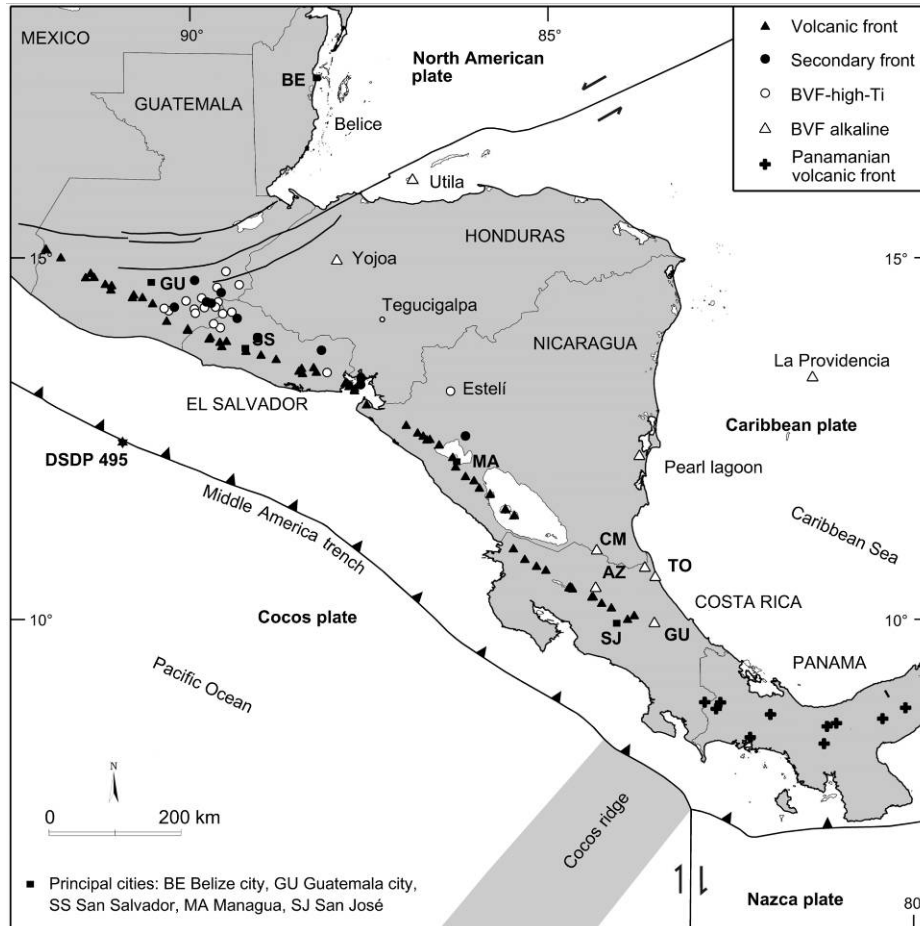 90°
85°
MEXICO
North American
plate
BE
GUATEMALA
Belice
Volcanic front
Secondary front
BVF-high-Ti
BVF alkaline
Panamanian
volcanic front
Utila
HONDURAS
15°
Yojoa
15°
GU
Tegucigalpa
NICARAGUA
SS
La Providencia
Estelí
EL SALVADOR
Caribbean plate
DSDP 495
MA
Pearl lagoon
Middle America
trench
Caribbean Sea
CM
AZ
TO
COSTA RICA
10°
Cocos plate
SJ
GU
10°
PANAMA
Pacific Ocean
N
0
200 km
Cocos ridge
Principal cities: BE Belize city, GU Guatemala city,
SS San Salvador, MA Managua, SJ San José
Nazca plate
80